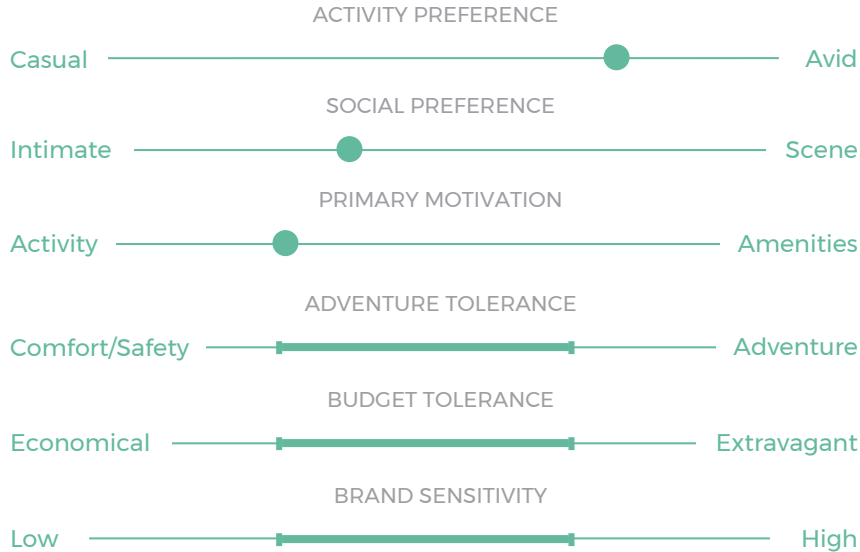 ACTIVITY PREFERENCE
Casual Avid
SOCIAL PREFERENCE
Intimate Scene
PRIMARY MOTIVATION
Activity Amenities
ADVENTURE TOLERANCE
Comfort/Safety Adventure
BUDGET TOLERANCE
Economical Extravagant
BRAND SENSITIVITY
Low High